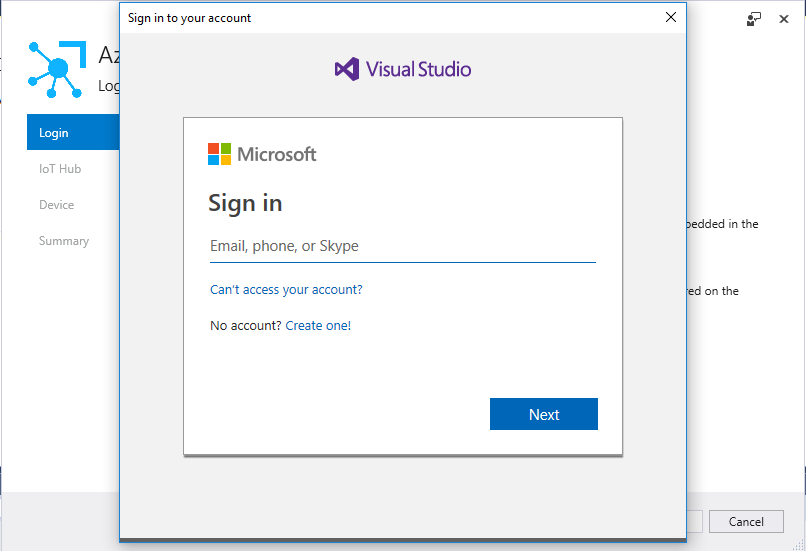 Sign in to your account
Az
Log
Login
IoT Hub
Device
Summary
Visual Studio
Microsoft
Sign in
Email, phone, or Skype
Can't access your account?
No account? Create one!
Next
bedded in the
red on the
Cancel